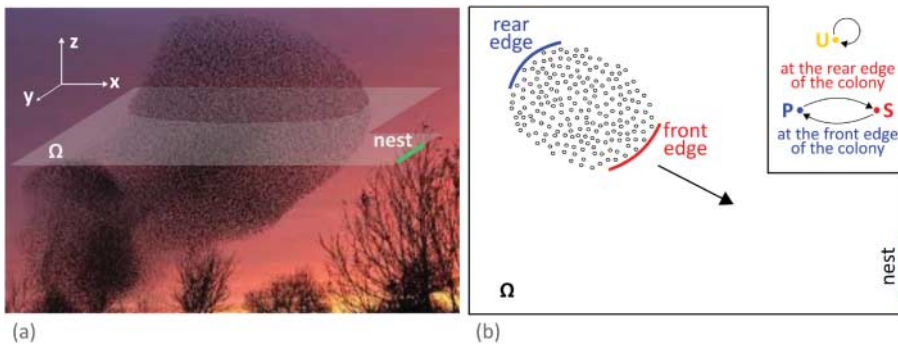 z
x
y
Ω
nest
(a)
rear
edge
front
edge
Ω
nest
U
at the rear edge
of the colony
P
S
at the front edge
of the colony
(b)